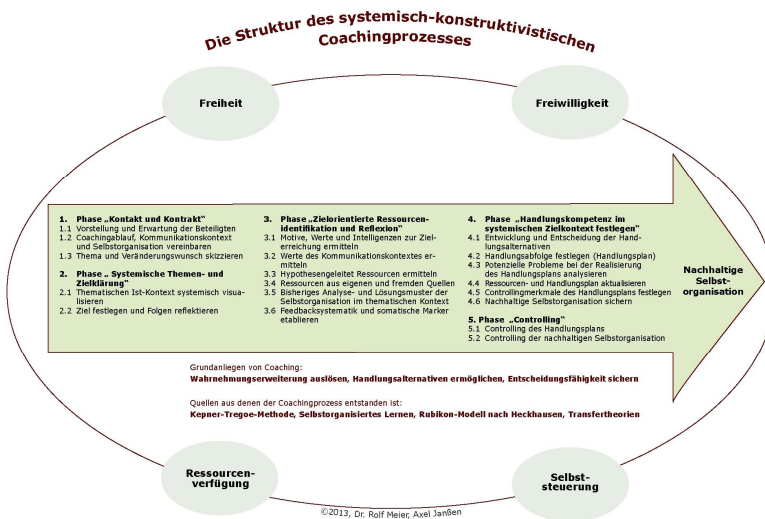 Die Struktur des systemisch-konstruktivistischen
Coachingprozesses
Freiheit
Freiwilligkeit
1. Phase „Kontakt und Kontrakt"
1.1 Vorstellung und Erwartung der Beteiligten
1.2 Coachingablauf, Kommunikationskontext
und Selbstorganisation vereinbaren
1.3 Thema und Veränderungswunsch skizzieren
2. Phase „ Systemische Themen- und
Zielklärung"
2.1 Thematischen Ist-Kontext systemisch visua-
lisieren
2.2 Ziel festlegen und Folgen reflektieren
3. Phase „Zielorientierte Ressourcen-
identifikation und Reflexion"
3.1 Motive, Werte und Intelligenzen zur Ziel-
erreichung ermitteln
3.2 Werte des Kommunikationskontextes er-
mitteln
3.3 Hypothesengeleitet Ressourcen ermitteln
3.4 Ressourcen aus eigenen und fremden Quellen
3.5 Bisheriges Analyse- und Lösungsmuster der
Selbstorganisation im thematischen Kontext
3.6 Feedbacksystematik und somatische Marker
etablieren
4. Phase „Handlungskompetenz im
systemischen Zielkontext festlegen"
4.1 Entwicklung und Entscheidung der Hand-
lungsalternativen
4.2 Handlungsabfolge festlegen (Handlungsplan)
4.3 Potenzielle Probleme bei der Realisierung
des Handlungsplans analysieren
4.4 Ressourcen- und Handlungsplan aktualisieren
4.5 Controllingmerkmale des Handlungsplans festlegen
4.6 Nachhaltige Selbstorganisation sichern
5. Phase „Controlling"
5.1 Controlling des Handlungsplans
5.2 Controlling der nachhaltigen Selbstorganisation
Nachhaltige
Selbst-
organisation
Grundanliegen von Coaching:
Wahrnehmungserweiterung auslösen, Handlungsalternativen ermöglichen, Entscheidungsfähigkeit sichern
Quellen aus denen der Coachingprozess entstanden ist:
Kepner-Tregoe-Methode, Selbstorganisiertes Lernen, Rubikon-Modell nach Heckhausen, Transfertheorien
Ressourcen-
verfügung
Selbst-
steuerung
©2013, Dr. Rolf Meier, Axel Janßen